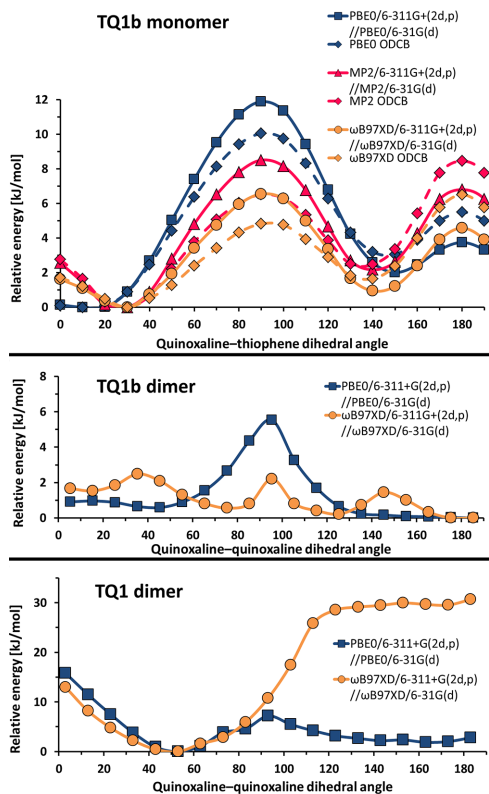 TQ1b monomer
PBE0/6-311G+(2d,p)
//PBE0/6-31G(d)
PBE0 ODCB
MP2/6-311G+(2d,p)
//MP2/6-31G(d)
MP2 ODCB
ωB97XD/6-311G+(2d,p)
//ωB97XD/6-31G(d)
ωB97XD ODCB
Relative energy [kJ/mol]
12
10
8
6
4
2
0
0 20 40 60 80 100 120 140 160 180
Quinoxaline–thiophene dihedral angle
TQ1b dimer
PBE0/6-311+G(2d,p)
//PBE0/6-31G(d)
ωB97XD/6-311G+(2d,p)
//ωB97XD/6-31G(d)
Relative energy [kJ/mol]
8
6
4
2
0
0 20 40 60 80 100 120 140 160 180
Quinoxaline–quinoxaline dihedral angle
TQ1 dimer
PBE0/6-311+G(2d,p)
//PBE0/6-31G(d)
ωB97XD/6-311+G(2d,p)
//ωB97XD/6-31G(d)
Relative energy [kJ/mol]
30
20
10
0
0 20 40 60 80 100 120 140 160 180
Quinoxaline–quinoxaline dihedral angle